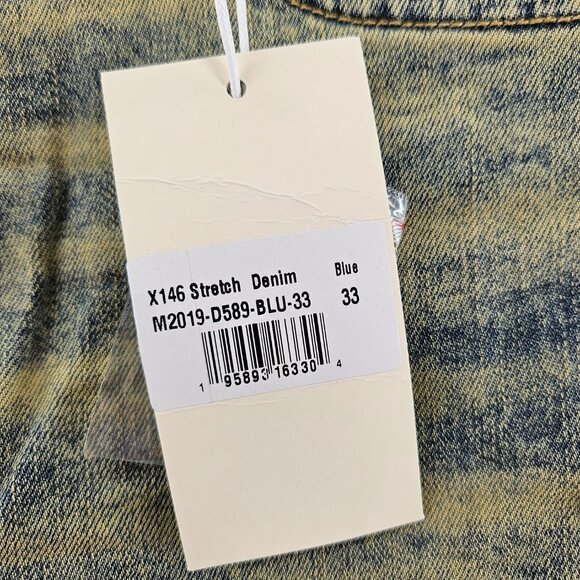 X146 Stretch Denim Blue
M2019-D589-BLU-33 33
1 95893 16330 4